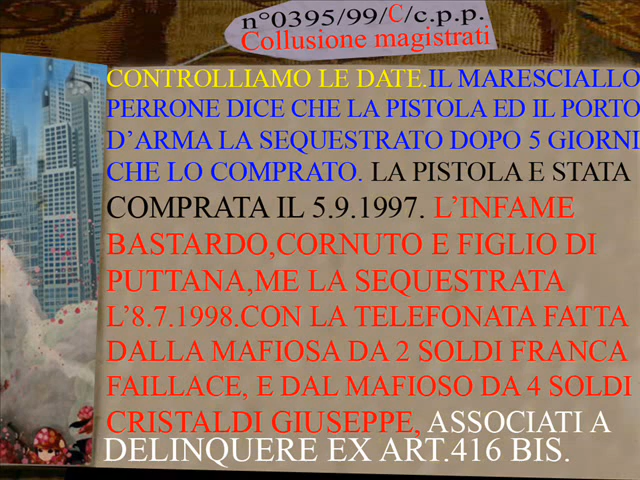 n°0395/99/C/c.p.p.
Collusione magistrati
CONTROLLIAMO LE DATE.IL MARESCIALLO
PERRONE DICE CHE LA PISTOLA ED IL PORTO
D'ARMA LA SEQUESTRATO DOPO 5 GIORNI
CHE LO COMPRATO. LA PISTOLA E STATA
COMPRATA IL 5.9.1997. L'INFAME
BASTARDO,CORNUTO E FIGLIO DI
PUTTANA,ME LA SEQUESTRATA
L'8.7.1998.CON LA TELEFONATA FATTA
DALLA MAFIOSA DA 2 SOLDI FRANCA
FAILLACE, E DAL MAFIOSO DA 4 SOLDI
CRISTALDI GIUSEPPE, ASSOCIATI A
DELINQUERE EX ART.416 BIS.